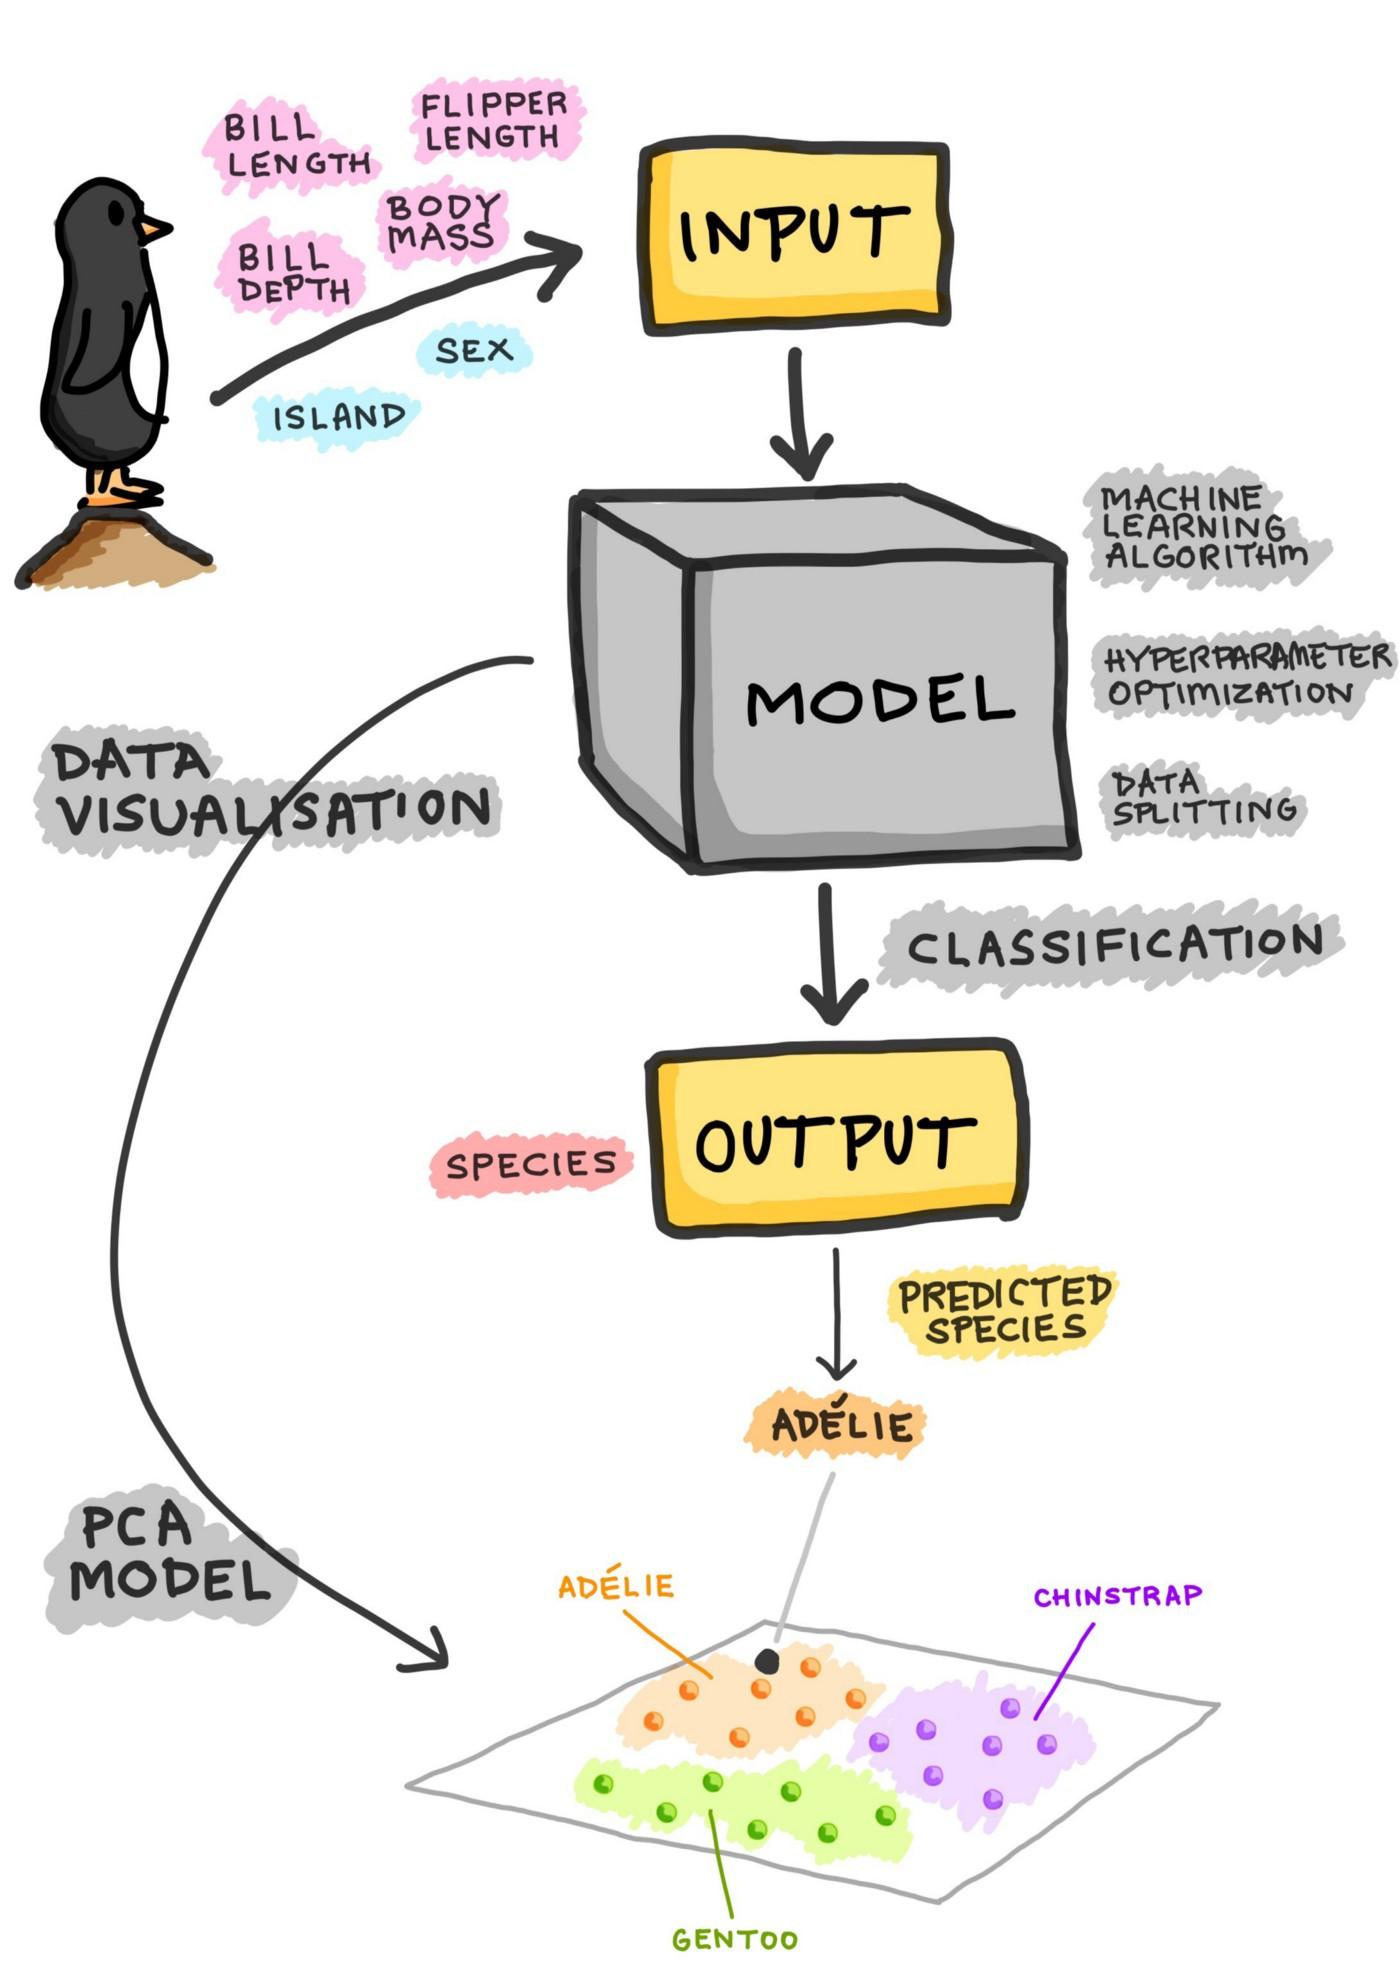 BILL
LENGTH
FLIPPER
LENGTH
BODY
MASS
BILL
DEPTH
SEX
ISLAND
INPUT
MACHINE
LEARNING
ALGORITHm
HYPERPARAMETER
OPTIMIZATION
MODEL
DATA
SPLITTING
DATA
VISUALISATION
CLASSIFICATION
OUTPUT
SPECIES
PREDICTED
SPECIES
ADÉLIE
PCA
MODEL
ADÉLIE
CHINSTRAP
GENTOO